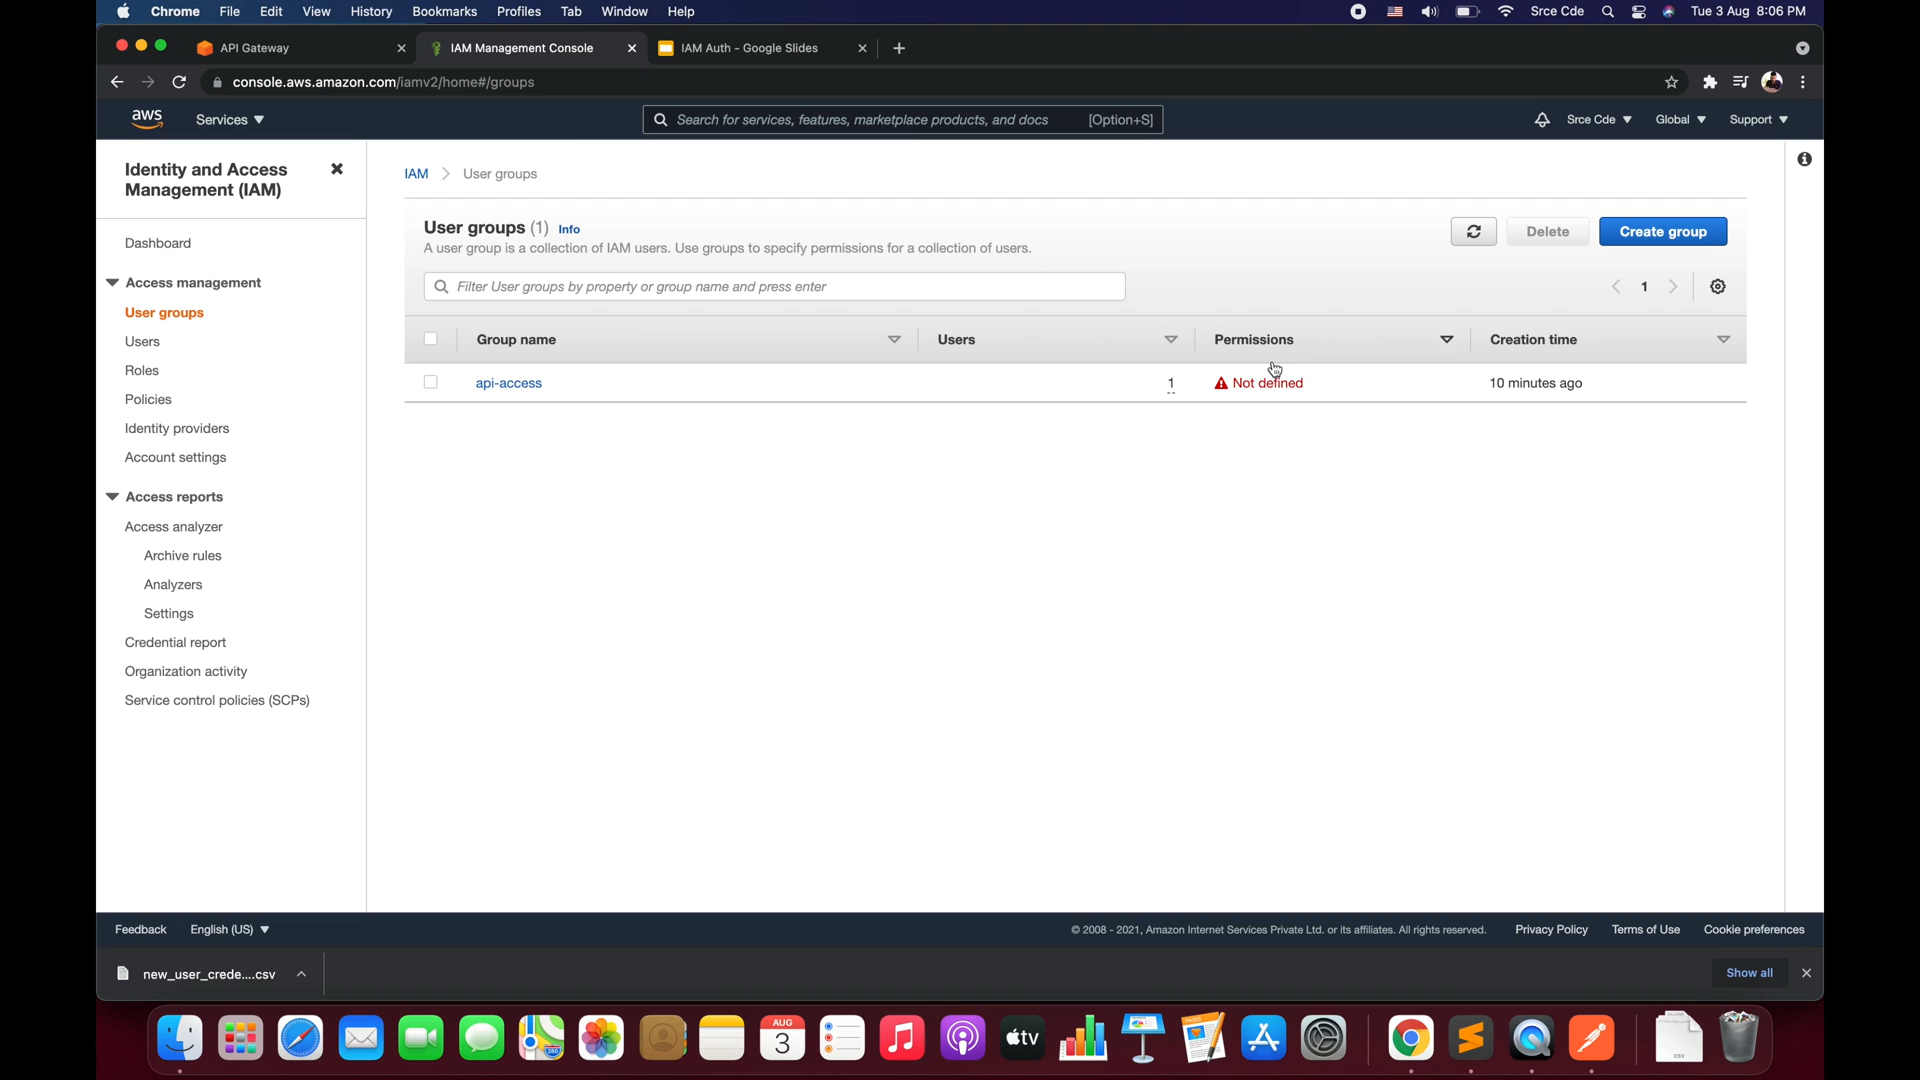 Chrome File Edit View History Bookmarks Profiles Tab Window Help Srce Cde Tue 3 Aug 8:06 PM
API Gateway IAM Management Console IAM Auth - Google Slides
console.aws.amazon.com/iamv2/home#/groups
aws Services Search for services, features, marketplace products, and docs [Option+S] Srce Cde Global Support
Identity and Access
Management (IAM)
Dashboard
Access management
User groups
Users
Roles
Policies
Identity providers
Account settings
Access reports
Access analyzer
Archive rules
Analyzers
Settings
Credential report
Organization activity
Service control policies (SCPs)
IAM User groups
User groups (1) Info
A user group is a collection of IAM users. Use groups to specify permissions for a collection of users.
Delete Create group
Filter User groups by property or group name and press enter
1
Group name Users Permissions Creation time
api-access 1 Not defined 10 minutes ago
Feedback English (US) © 2008 - 2021, Amazon Internet Services Private Ltd. or its affiliates. All rights reserved. Privacy Policy Terms of Use Cookie preferences
new_user_crede....csv Show all
AUG
3
tv
CSV